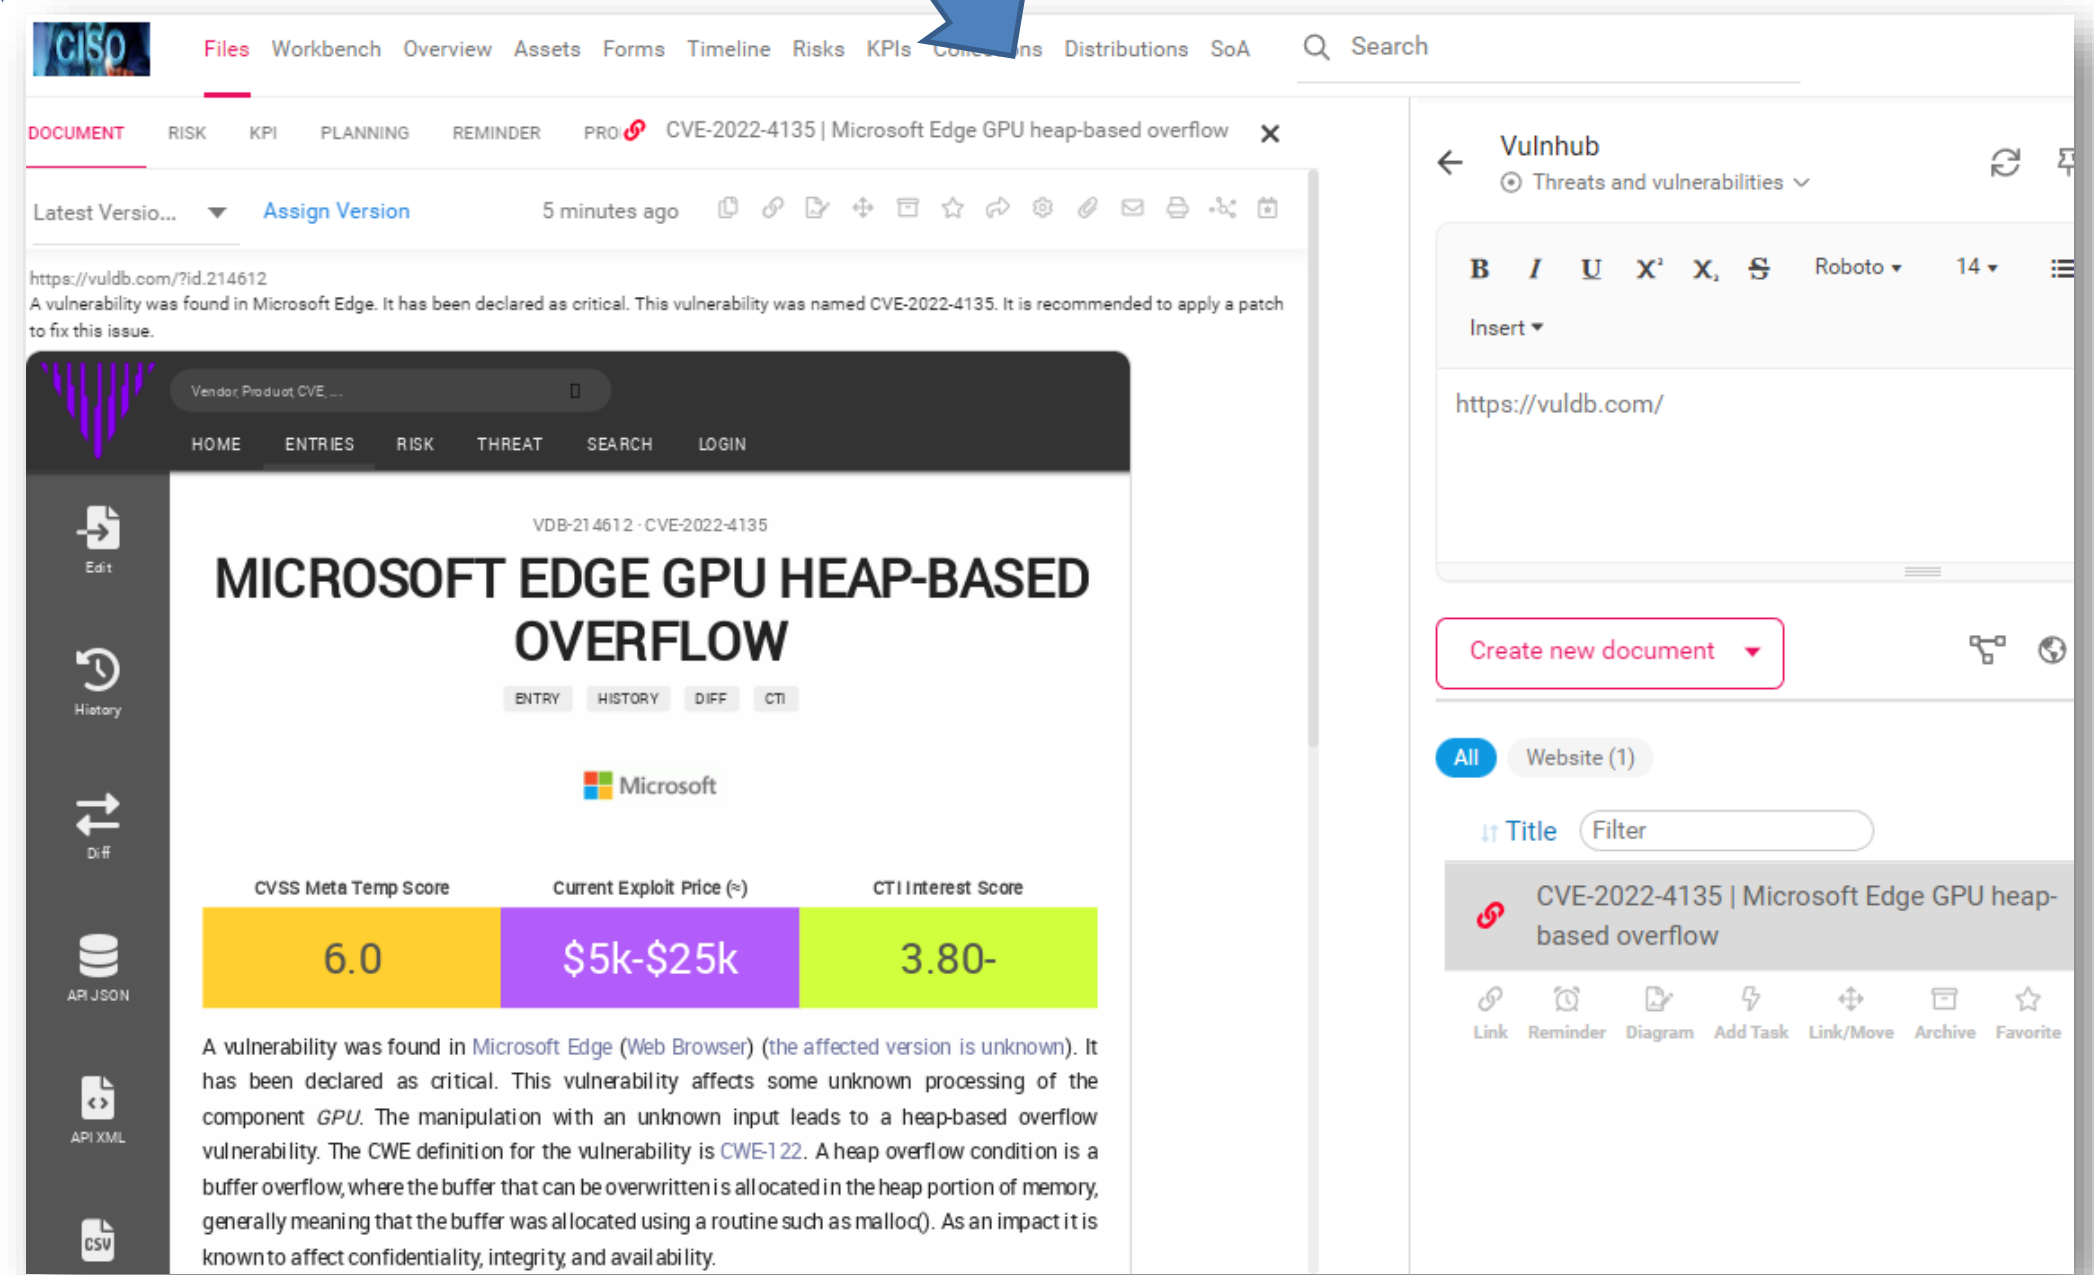 CISO
Files Workbench Overview Assets Forms Timeline Risks KPIs Distributions SoA Search
DOCUMENT RISK KPI PLANNING REMINDER PRO CVE-2022-4135 | Microsoft Edge GPU heap-based overflow
Latest Versio... Assign Version 5 minutes ago
https://vuldb.com/?id.214612
A vulnerability was found in Microsoft Edge. It has been declared as critical. This vulnerability was named CVE-2022-4135. It is recommended to apply a patch
to fix this issue.
Vendor, Product, CVE, ...
HOME ENTRIES RISK THREAT SEARCH LOGIN
Edit
History
Diff
API JSON
API XML
CSV
VDB-214612 · CVE-2022-4135
MICROSOFT EDGE GPU HEAP-BASED
OVERFLOW
ENTRY HISTORY DIFF CTI
Microsoft
CVSS Meta Temp Score Current Exploit Price (≈) CTI Interest Score
6.0 $5k-$25k 3.80-
A vulnerability was found in Microsoft Edge (Web Browser) (the affected version is unknown). It
has been declared as critical. This vulnerability affects some unknown processing of the
component GPU. The manipulation with an unknown input leads to a heap-based overflow
vulnerability. The CWE definition for the vulnerability is CWE-122. A heap overflow condition is a
buffer overflow, where the buffer that can be overwritten is allocated in the heap portion of memory,
generally meaning that the buffer was allocated using a routine such as malloc(). As an impact it is
known to affect confidentiality, integrity, and availability.
Vulnhub
Threats and vulnerabilities
B I U X² X₂ S Roboto 14
Insert
https://vuldb.com/
Create new document
All Website (1)
Title Filter
CVE-2022-4135 | Microsoft Edge GPU heap-
based overflow
Link Reminder Diagram Add Task Link/Move Archive Favorite